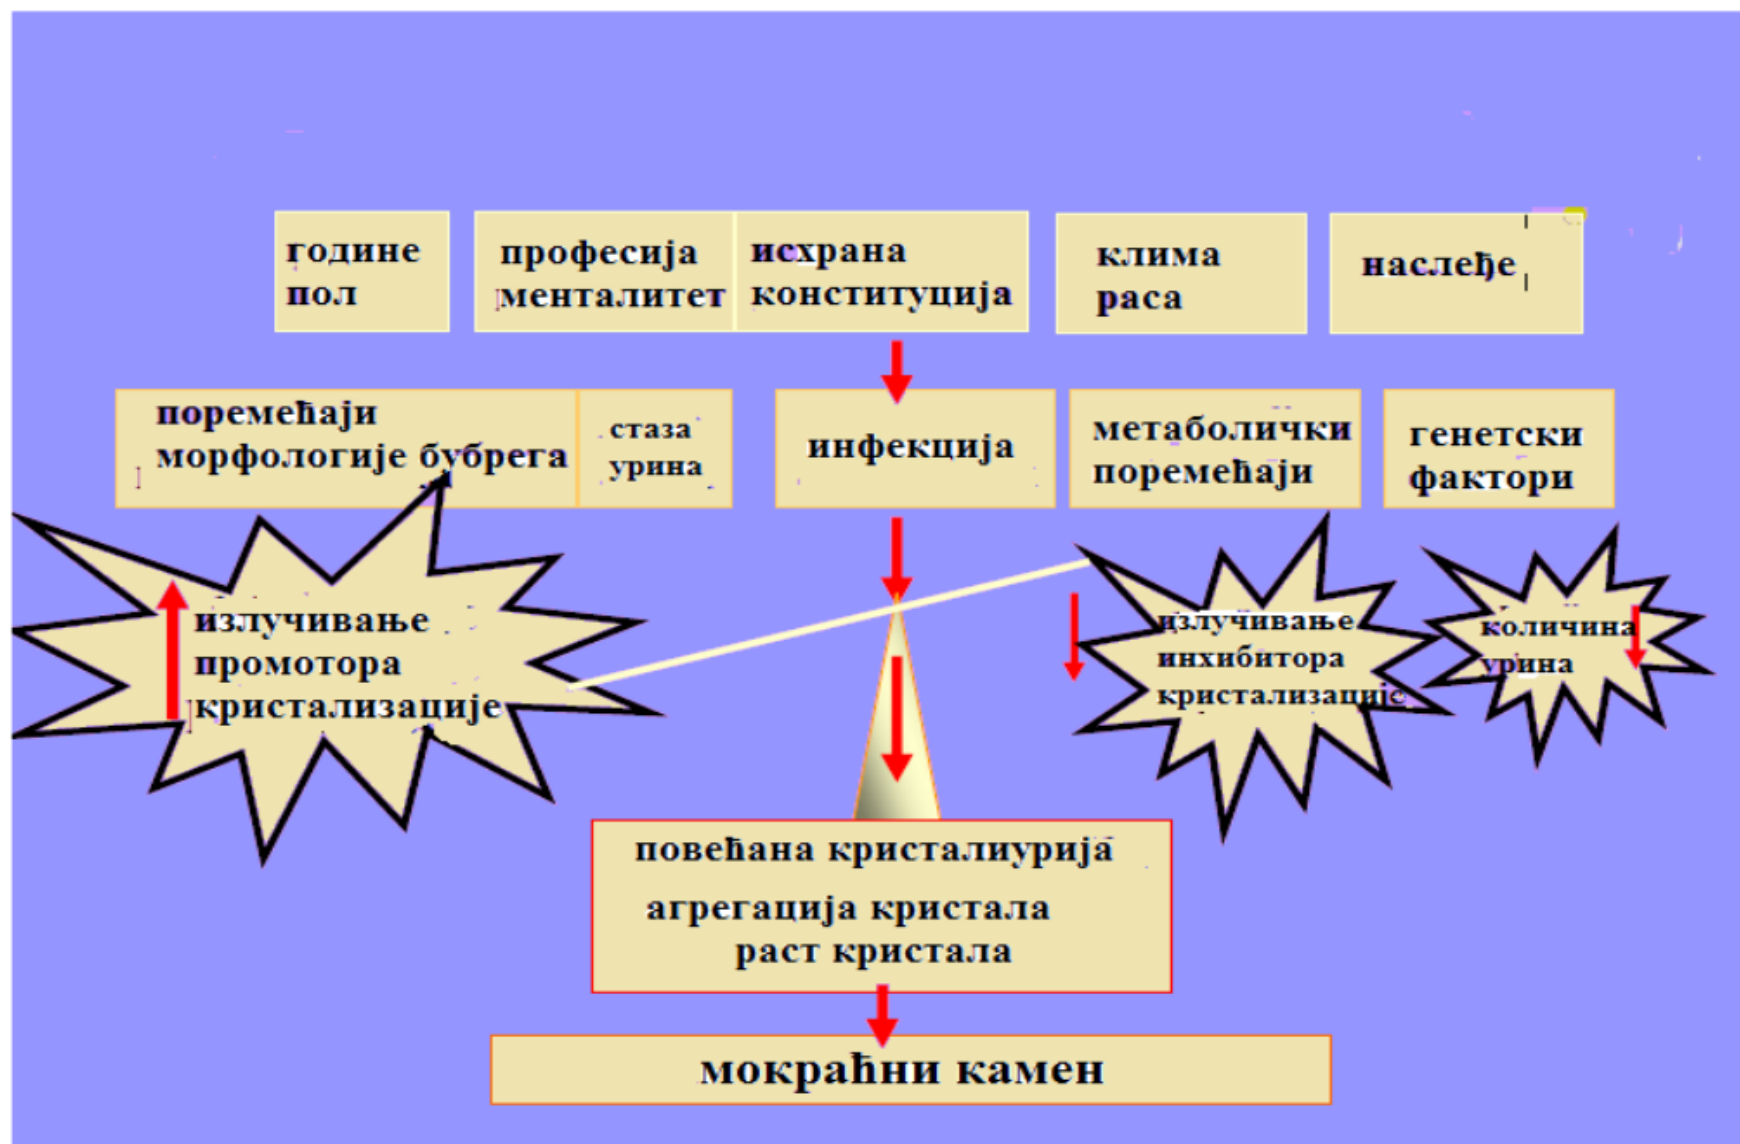 године
пол
професија
менталитет
исхрана
конституција
клима
раса
наслеђе
поремећаји
морфологије бубрега
стаза
урина
инфекција
метаболички
поремећаји
генетски
фактори
излучивање
промотора
кристализације
излучивање
инхибитора
кристализације
количина
урина
повећана кристалиурија
агрегација кристала
раст кристала
мокраћни камен